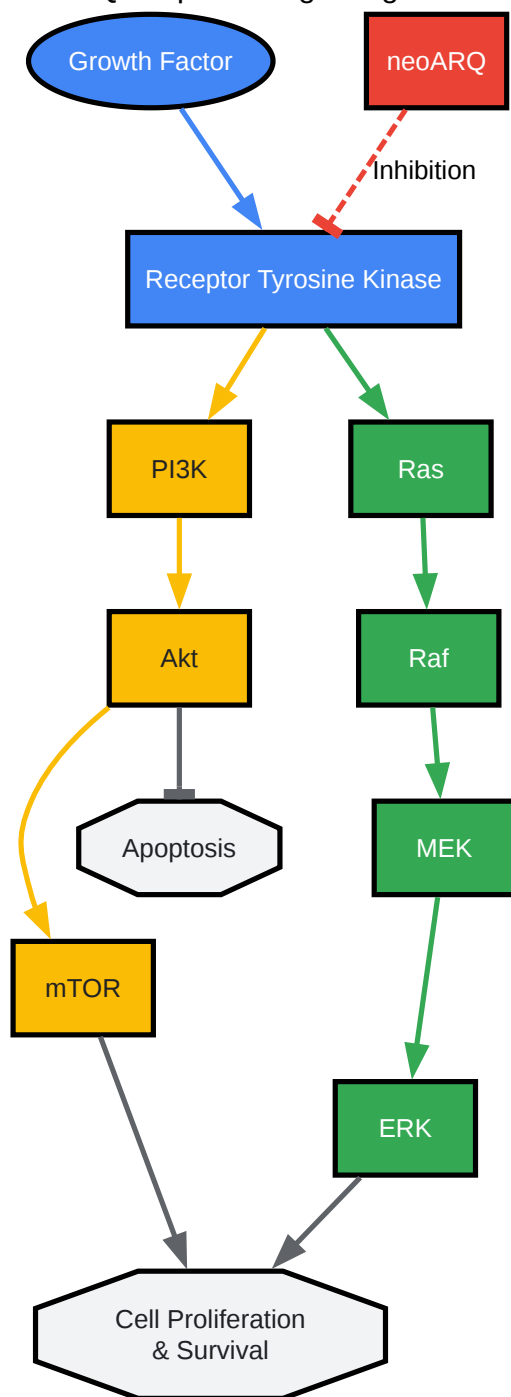 Growth Factor
neoARQ
Inhibition
Receptor Tyrosine Kinase
PI3K
Ras
Akt
Raf
Apoptosis
MEK
mTOR
ERK
Cell Proliferation
& Survival